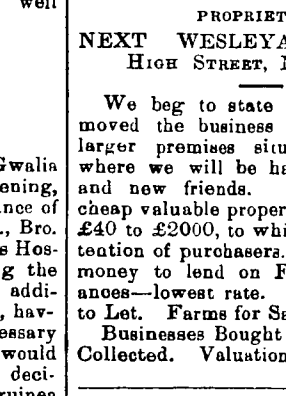 well
Gwalia
ening,
nce of
., Bro.
s Hos-
g the
addi-
, hav-
essary
would
deci-
PROPRIET
NEXT WESLEYA
HIGH STREET,
We beg to state
moved the business
larger premises situ
where we will be ha
and new friends.
cheap valuable proper
£40 to £2000, to whi
tention of purchasers.
money to lend on F
ances—lowest rate.
to Let. Farms for Sa
Businesses Bought
Collected. Valuation